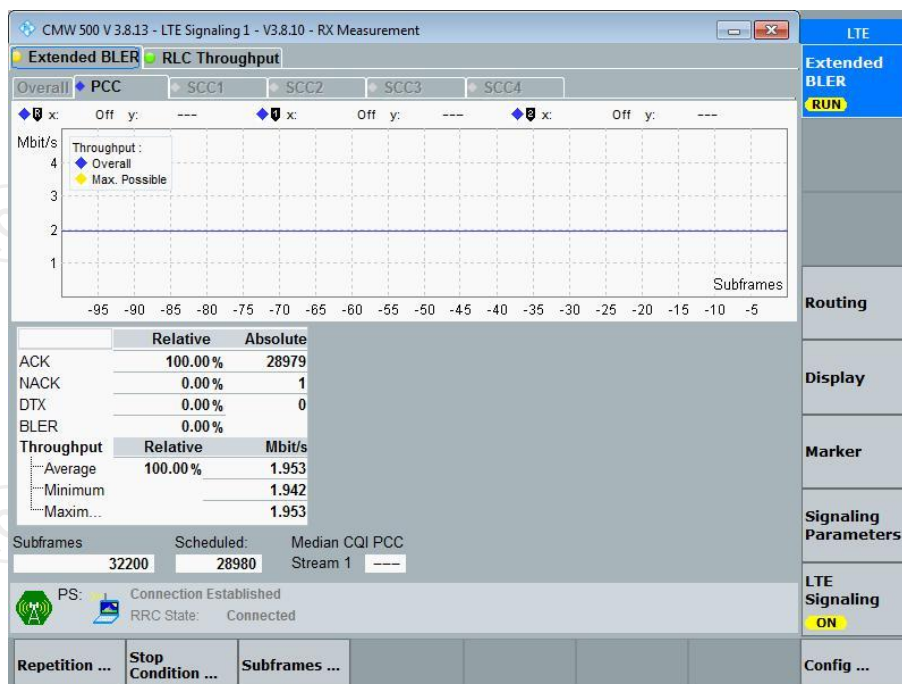 CMW 500 V 3.8.13 - LTE Signaling 1 - V3.8.10 - RX Measurement
LTE
Extended BLER RLC Throughput
Extended
BLER
RUN
Overall PCC SCC1 SCC2 SCC3 SCC4
R x: Off y: --- 1 x: Off y: --- 2 x: Off y: ---
Mbit/s
Throughput :
Overall
Max. Possible
4
3
2
1
Subframes
-95 -90 -85 -80 -75 -70 -65 -60 -55 -50 -45 -40 -35 -30 -25 -20 -15 -10 -5
Relative Absolute
ACK 100.00 % 28979
NACK 0.00 % 1
DTX 0.00 % 0
BLER 0.00 %
Throughput Relative Mbit/s
Average 100.00 % 1.953
Minimum 1.942
Maxim... 1.953
Subframes Scheduled: Median CQI PCC
32200 28980 Stream 1 ---
PS: Connection Established
RRC State: Connected
Routing
Display
Marker
Signaling
Parameters
LTE
Signaling
ON
Repetition ... Stop
Condition ... Subframes ... Config ...